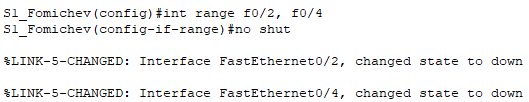 S1_Fomichev(config)#int range f0/2, f0/4
S1_Fomichev(config-if-range)#no shut
%LINK-5-CHANGED: Interface FastEthernet0/2, changed state to down
%LINK-5-CHANGED: Interface FastEthernet0/4, changed state to down